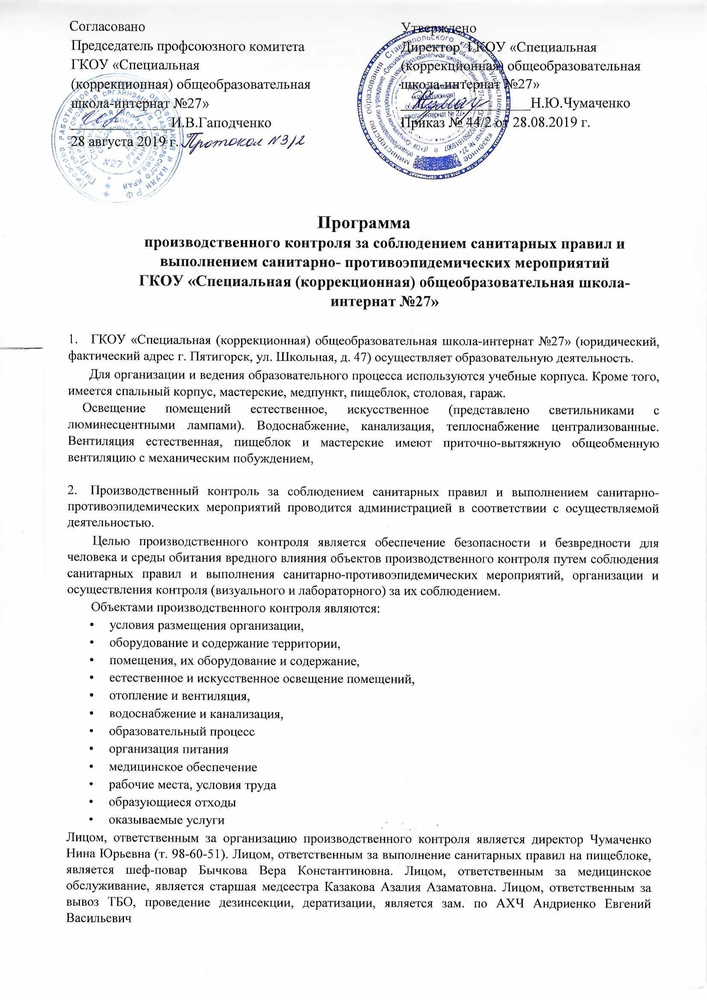 Согласовано
Председатель профсоюзного комитета
ГКОУ «Специальная
(коррекционная) общеобразовательная
школа-интернат №27»
И.В.Гаподченко
28 августа 2019 г. Протокол №3/2
Утверждено
Директор ГКОУ «Специальная
(коррекционная) общеобразовательная
школа-интернат №27»
Н.Ю.Чумаченко
Приказ № 44/2 от 28.08.2019 г.
Программа
производственного контроля за соблюдением санитарных правил и
выполнением санитарно- противоэпидемических мероприятий
ГКОУ «Специальная (коррекционная) общеобразовательная школа-
интернат №27»
1. ГКОУ «Специальная (коррекционная) общеобразовательная школа-интернат №27» (юридический,
фактический адрес г. Пятигорск, ул. Школьная, д. 47) осуществляет образовательную деятельность.
Для организации и ведения образовательного процесса используются учебные корпуса. Кроме того,
имеется спальный корпус, мастерские, медпункт, пищеблок, столовая, гараж.
Освещение помещений естественное, искусственное (представлено светильниками с
люминесцентными лампами). Водоснабжение, канализация, теплоснабжение централизованные.
Вентиляция естественная, пищеблок и мастерские имеют приточно-вытяжную общеобменную
вентиляцию с механическим побуждением,
2. Производственный контроль за соблюдением санитарных правил и выполнением санитарно-
противоэпидемических мероприятий проводится администрацией в соответствии с осуществляемой
деятельностью.
Целью производственного контроля является обеспечение безопасности и безвредности для
человека и среды обитания вредного влияния объектов производственного контроля путем соблюдения
санитарных правил и выполнения санитарно-противоэпидемических мероприятий, организации и
осуществления контроля (визуального и лабораторного) за их соблюдением.
Объектами производственного контроля являются:
• условия размещения организации,
• оборудование и содержание территории,
• помещения, их оборудование и содержание,
• естественное и искусственное освещение помещений,
• отопление и вентиляция,
• водоснабжение и канализация,
• образовательный процесс
• организация питания
• медицинское обеспечение
• рабочие места, условия труда
• образующиеся отходы
• оказываемые услуги
Лицом, ответственным за организацию производственного контроля является директор Чумаченко
Нина Юрьевна (т. 98-60-51). Лицом, ответственным за выполнение санитарных правил на пищеблоке,
является шеф-повар Бычкова Вера Константиновна. Лицом, ответственным за медицинское
обслуживание, является старшая медсестра Казакова Азалия Азаматовна. Лицом, ответственным за
вывоз ТБО, проведение дезинсекции, дератизации, является зам. по АХЧ Андриенко Евгений
Васильевич